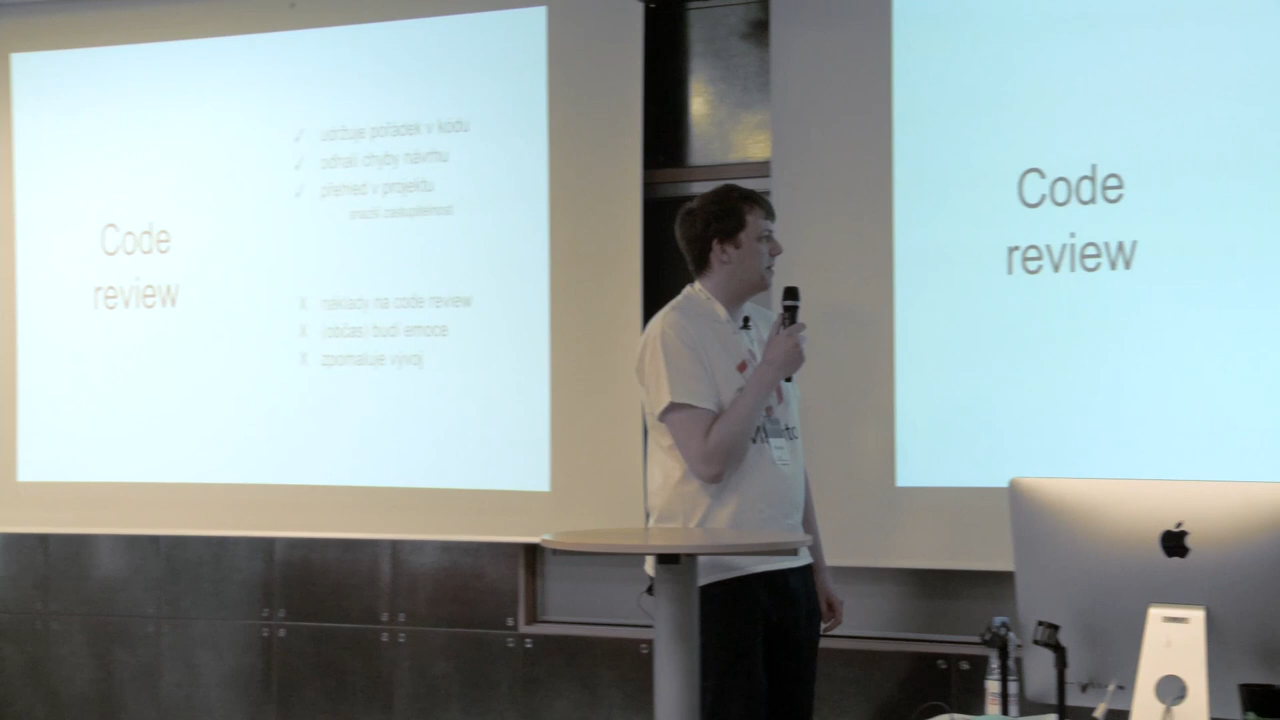 Code
review
✓ udržuje pořádek v kódu
✓ odhalí chyby návrhu
✓ přehled v projektu
snazší zastupitelnost
X náklady na code review
X (občas) budí emoce
X zpomaluje vývoj
Code
review